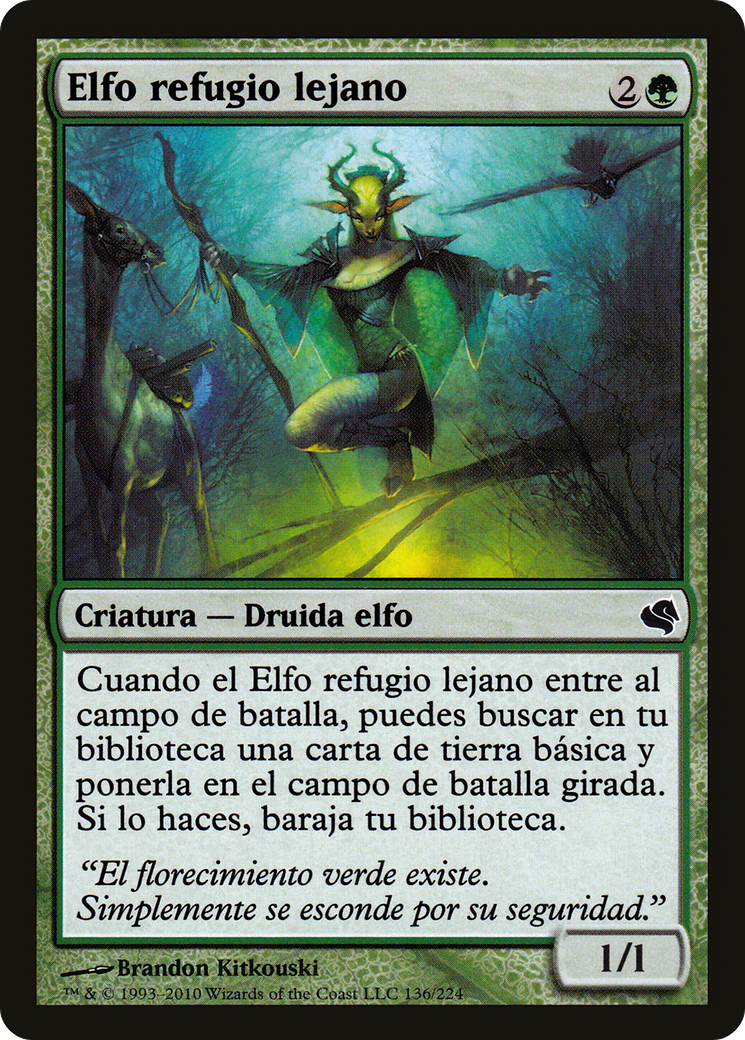 Elfo refugio lejano
2
Criatura — Druida elfo
Cuando el Elfo refugio lejano entre al
campo de batalla, puedes buscar en tu
biblioteca una carta de tierra básica y
ponerla en el campo de batalla girada.
Si lo haces, baraja tu biblioteca.
“El florecimiento verde existe.
Simplemente se esconde por su seguridad.”
1/1
Brandon Kitkouski
™ & © 1993–2010 Wizards of the Coast LLC 136/224